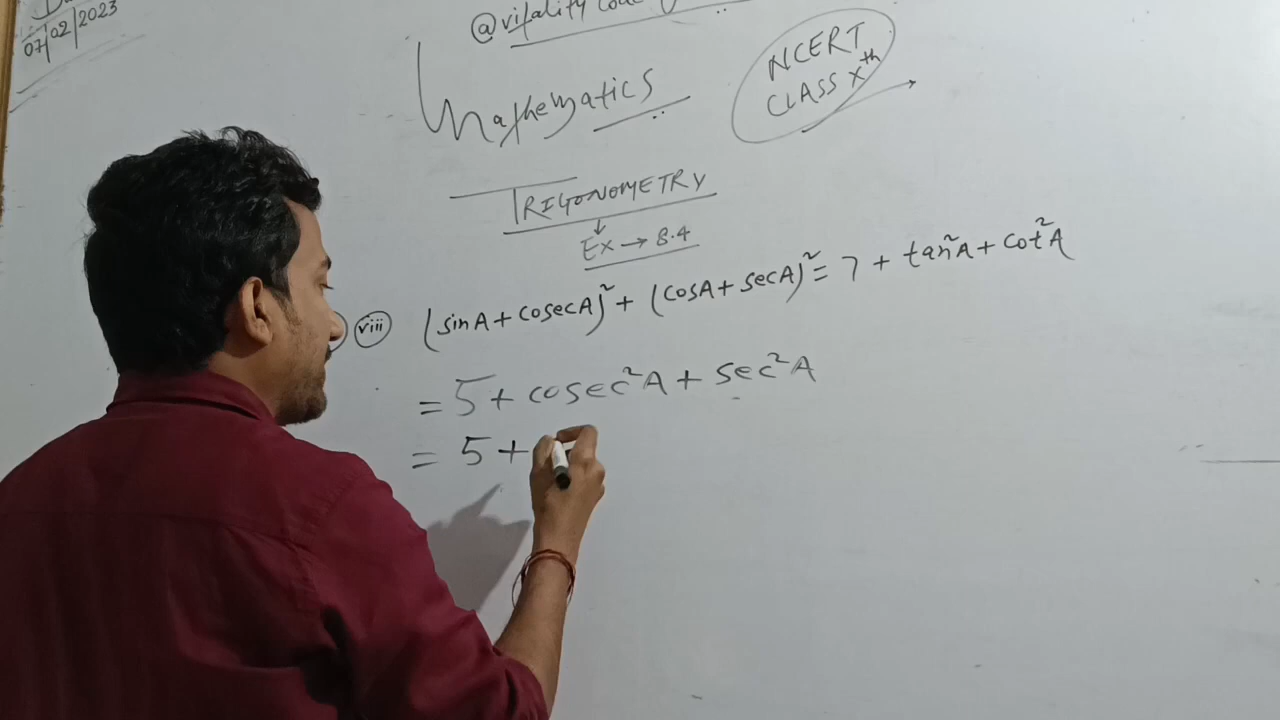 07/02/2023
@vitality
Mathematics
NCERT
CLASS Xth
TRIGONOMETRY
↓
Ex → 8.4
viii (sinA + cosecA)² + (cosA + secA)² = 7 + tan²A + cot²A
= 5 + cosec²A + sec²A
= 5 +